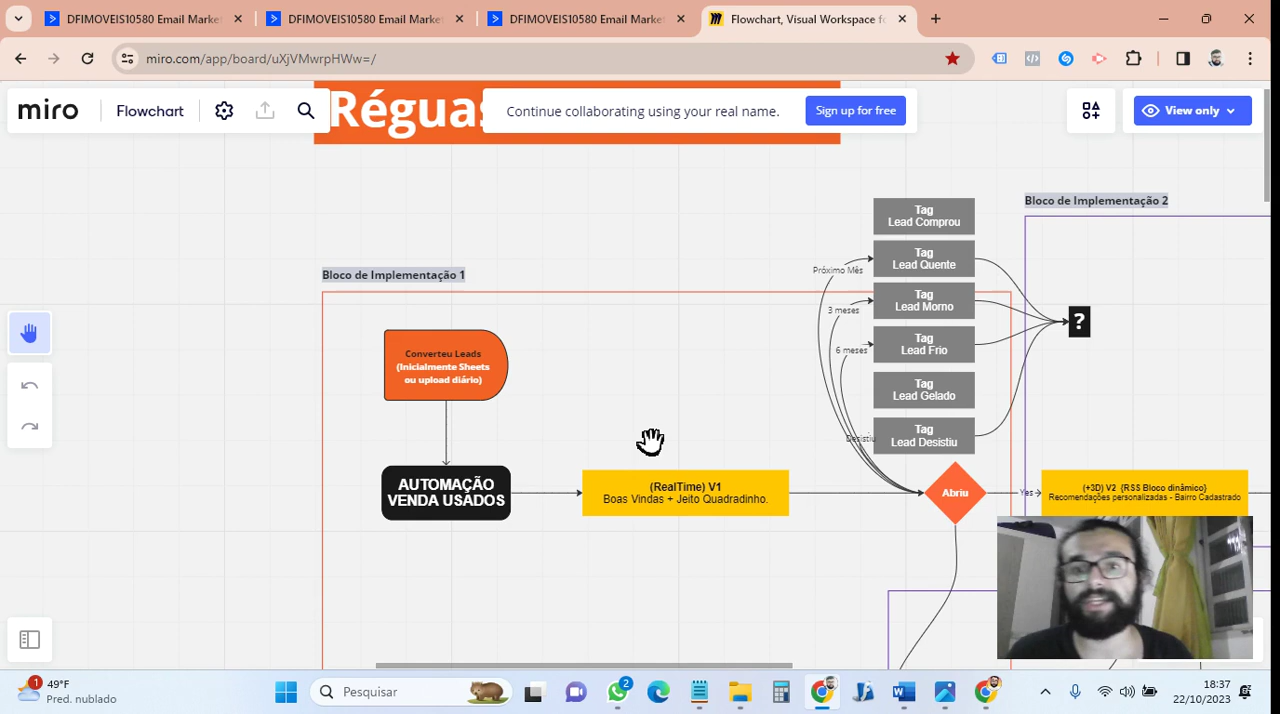 DFIMOVEIS10580 Email Market
DFIMOVEIS10580 Email Market
DFIMOVEIS10580 Email Market
Flowchart, Visual Workspace fo
miro.com/app/board/uXjVMwrpHWw=/
miro
Flowchart
Réguas
Continue collaborating using your real name.
Sign up for free
View only
Tag
Lead Comprou
Bloco de Implementação 2
Tag
Lead Quente
Próximo Mês
Bloco de Implementação 1
Tag
Lead Morno
3 meses
?
Tag
Lead Frio
6 meses
Converteu Leads
(Inicialmente Sheets
ou upload diário)
Tag
Lead Gelado
Tag
Lead Desistiu
Desistiu
AUTOMAÇÃO
VENDA USADOS
(RealTime) V1
Boas Vindas + Jeito Quadradinho.
Abriu
Yes
(+3D) V2 {RSS Bloco dinâmico}
Recomendações personalizadas - Bairro Cadastrado
1
49°F
Pred. nublado
Pesquisar
2
18:37
22/10/2023